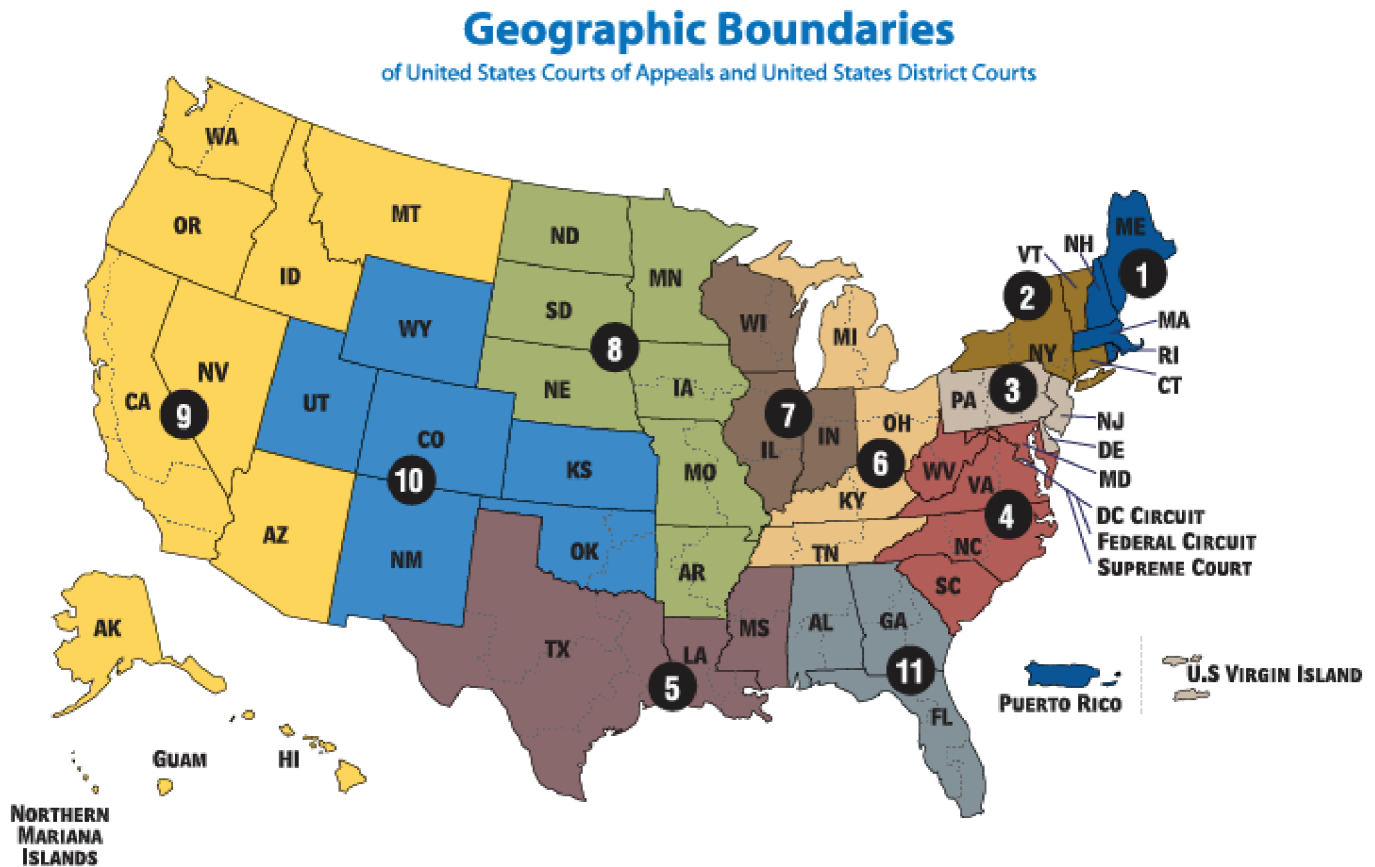 Geographic Boundaries
of United States Courts of Appeals and United States District Courts
WA
OR
ID
MT
CA
NV
9
AZ
WY
UT
CO
10
NM
KS
OK
ND
SD
NE
8
MN
IA
MO
AR
TX
LA
5
MS
WI
IL
7
IN
MI
OH
6
KY
TN
AL
GA
11
FL
ME
1
NH
VT
2
NY
MA
RI
CT
PA
3
NJ
DE
MD
WV
VA
4
NC
SC
DC CIRCUIT
FEDERAL CIRCUIT
SUPREME COURT
AK
GUAM
HI
NORTHERN
MARIANA
ISLANDS
PUERTO RICO
U.S VIRGIN ISLAND